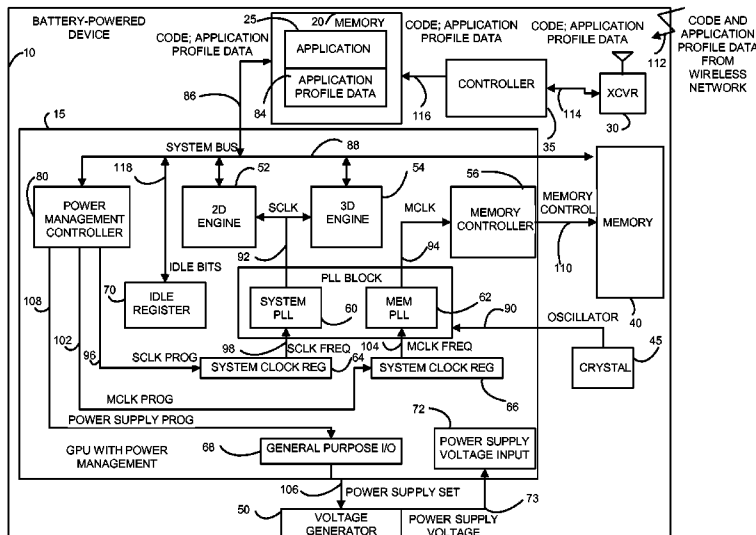 BATTERY-POWERED
DEVICE
10
25
20
MEMORY
CODE; APPLICATION
PROFILE DATA
APPLICATION
APPLICATION
PROFILE DATA
84
86
CODE; APPLICATION
PROFILE DATA
CONTROLLER
116
35
CODE; APPLICATION
PROFILE DATA
112
XCVR
114
30
CODE AND
APPLICATION
PROFILE DATA
FROM
WIRELESS
NETWORK
15
SYSTEM BUS
88
118
80
POWER
MANAGEMENT
CONTROLLER
52
2D
ENGINE
SCLK
92
54
3D
ENGINE
MCLK
94
56
MEMORY
CONTROLLER
MEMORY
CONTROL
110
MEMORY
40
IDLE BITS
70
IDLE
REGISTER
PLL BLOCK
SYSTEM
PLL
60
MEM
PLL
62
90
OSCILLATOR
CRYSTAL
45
108
102
96
98
SCLK FREQ
104
MCLK FREQ
SCLK PROG
SYSTEM CLOCK REG
64
MCLK PROG
SYSTEM CLOCK REG
66
POWER SUPPLY PROG
GPU WITH POWER
MANAGEMENT
68
GENERAL PURPOSE I/O
72
POWER SUPPLY
VOLTAGE INPUT
106
POWER SUPPLY SET
73
50
VOLTAGE
GENERATOR
POWER SUPPLY
VOLTAGE